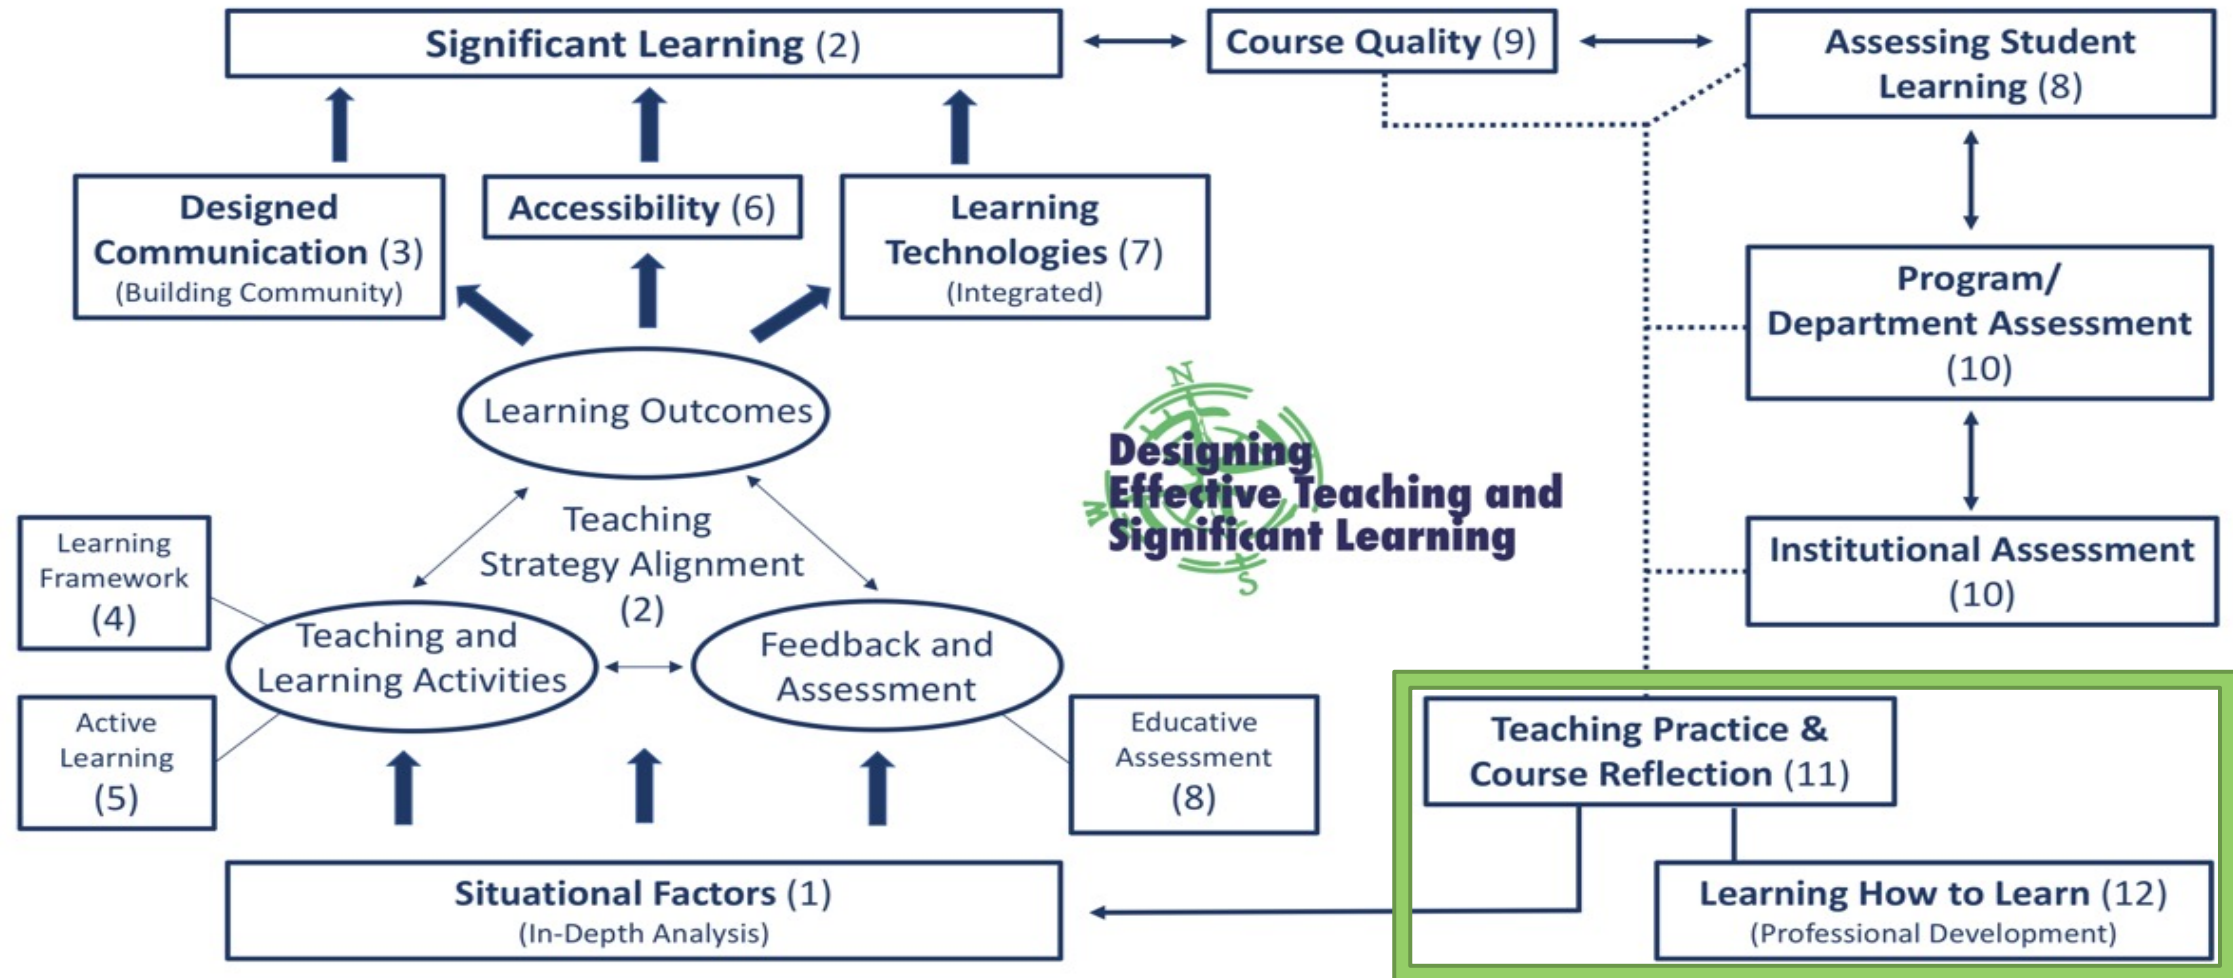 Significant Learning (2)
Course Quality (9)
Assessing Student
Learning (8)
Designed
Communication (3)
(Building Community)
Accessibility (6)
Learning
Technologies (7)
(Integrated)
Program/
Department Assessment
(10)
Learning Outcomes
N
W
S
Designing
Effective Teaching and
Significant Learning
Teaching
Strategy Alignment
(2)
Learning
Framework
(4)
Institutional Assessment
(10)
Teaching and
Learning Activities
Feedback and
Assessment
Active
Learning
(5)
Educative
Assessment
(8)
Teaching Practice &
Course Reflection (11)
Situational Factors (1)
(In-Depth Analysis)
Learning How to Learn (12)
(Professional Development)